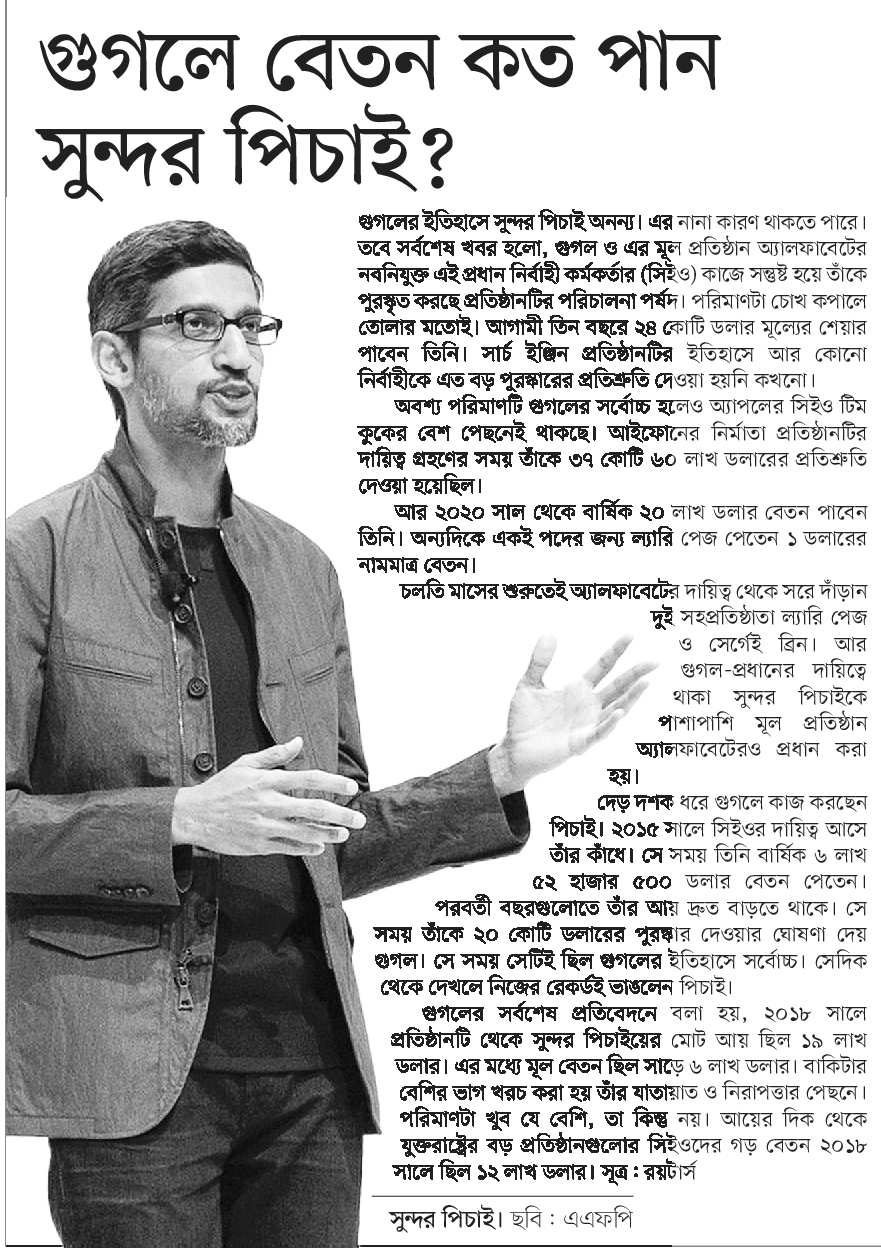 গুগলে বেতন কত পান
সুন্দর পিচাই?
গুগলের ইতিহাসে সুন্দর পিচাই অনন্য। এর নানা কারণ থাকতে পারে।
তবে সর্বশেষ খবর হলো, গুগল ও এর মূল প্রতিষ্ঠান অ্যালফাবেটের
নবনিযুক্ত এই প্রধান নির্বাহী কর্মকর্তার (সিইও) কাজে সন্তুষ্ট হয়ে তাঁকে
পুরস্কৃত করছে প্রতিষ্ঠানটির পরিচালনা পর্ষদ। পরিমাণটা চোখ কপালে
তোলার মতোই। আগামী তিন বছরে ২৪ কোটি ডলার মূল্যের শেয়ার
পাবেন তিনি। সার্চ ইঞ্জিন প্রতিষ্ঠানটির ইতিহাসে আর কোনো
নির্বাহীকে এত বড় পুরস্কারের প্রতিশ্রুতি দেওয়া হয়নি কখনো।
অবশ্য পরিমাণটি গুগলের সর্বোচ্চ হলেও অ্যাপলের সিইও টিম
কুকের বেশ পেছনেই থাকছে। আইফোনের নির্মাতা প্রতিষ্ঠানটির
দায়িত্ব গ্রহণের সময় তাঁকে ৩৭ কোটি ৬০ লাখ ডলারের প্রতিশ্রুতি
দেওয়া হয়েছিল।
আর ২০২০ সাল থেকে বার্ষিক ২০ লাখ ডলার বেতন পাবেন
তিনি। অন্যদিকে একই পদের জন্য ল্যারি পেজ পেতেন ১ ডলারের
নামমাত্র বেতন।
চলতি মাসের শুরুতেই অ্যালফাবেটের দায়িত্ব থেকে সরে দাঁড়ান
দুই সহপ্রতিষ্ঠাতা ল্যারি পেজ
ও সের্গেই ব্রিন। আর
গুগল-প্রধানের দায়িত্বে
থাকা সুন্দর পিচাইকে
পাশাপাশি মূল প্রতিষ্ঠান
অ্যালফাবেটেরও প্রধান করা
হয়।
দেড় দশক ধরে গুগলে কাজ করছেন
পিচাই। ২০১৫ সালে সিইওর দায়িত্ব আসে
তাঁর কাঁধে। সে সময় তিনি বার্ষিক ৬ লাখ
৫২ হাজার ৫০০ ডলার বেতন পেতেন।
পরবর্তী বছরগুলোতে তাঁর আয় দ্রুত বাড়তে থাকে। সে
সময় তাঁকে ২০ কোটি ডলারের পুরস্কার দেওয়ার ঘোষণা দেয়
গুগল। সে সময় সেটিই ছিল গুগলের ইতিহাসে সর্বোচ্চ। সেদিক
থেকে দেখলে নিজের রেকর্ডই ভাঙলেন পিচাই।
গুগলের সর্বশেষ প্রতিবেদনে বলা হয়, ২০১৮ সালে
প্রতিষ্ঠানটি থেকে সুন্দর পিচাইয়ের মোট আয় ছিল ১৯ লাখ
ডলার। এর মধ্যে মূল বেতন ছিল সাড়ে ৬ লাখ ডলার। বাকিটার
বেশির ভাগ খরচ করা হয় তাঁর যাতায়াত ও নিরাপত্তার পেছনে।
পরিমাণটা খুব যে বেশি, তা কিন্তু নয়। আয়ের দিক থেকে
যুক্তরাষ্ট্রের বড় প্রতিষ্ঠানগুলোর সিইওদের গড় বেতন ২০১৮
সালে ছিল ১২ লাখ ডলার। সূত্র : রয়টার্স
সুন্দর পিচাই। ছবি : এএফপি